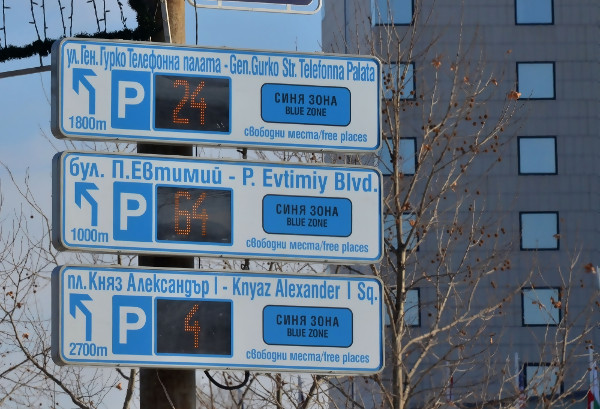 ул. Ген. Гурко Телефонна палата - Gen.Gurko Str. Telefonna Palata
P 24 СИНЯ ЗОНА
BLUE ZONE
1800m свободни места/free places
бул. П.Евтимий - P. Evtimiy Blvd.
P 64 СИНЯ ЗОНА
BLUE ZONE
1000m свободни места/free places
пл. Княз Александър I - Knyaz Alexander I Sq.
P 4 СИНЯ ЗОНА
BLUE ZONE
2700m свободни места/free places